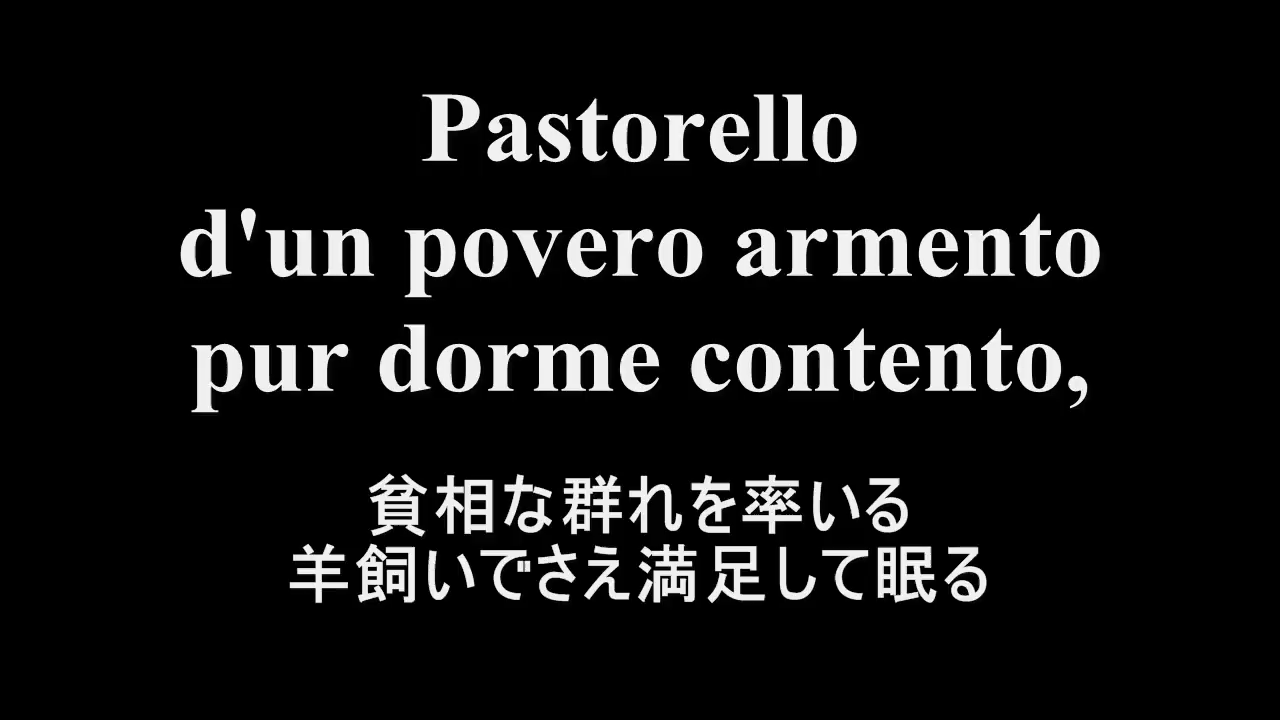 Pastorello
d'un povero armento
pur dorme contento,
貧相な群れを率いる
羊飼いでさえ満足して眠る